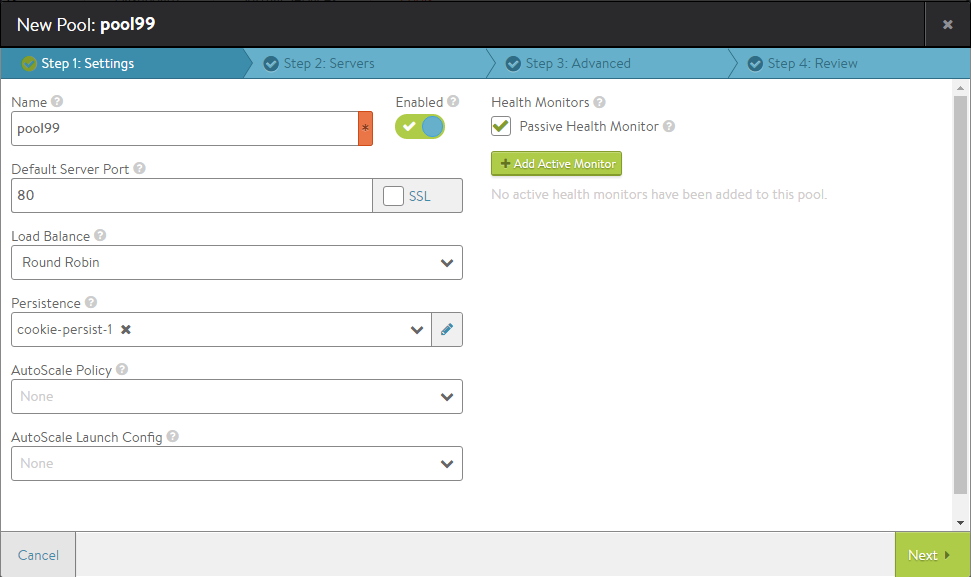 New Pool: pool99
Step 1: Settings
Step 2: Servers
Step 3: Advanced
Step 4: Review
Name
Enabled
Health Monitors
pool99
*
Passive Health Monitor
Default Server Port
Add Active Monitor
80
SSL
No active health monitors have been added to this pool.
Load Balance
Round Robin
Persistence
cookie-persist-1
AutoScale Policy
None
AutoScale Launch Config
None
Cancel
Next